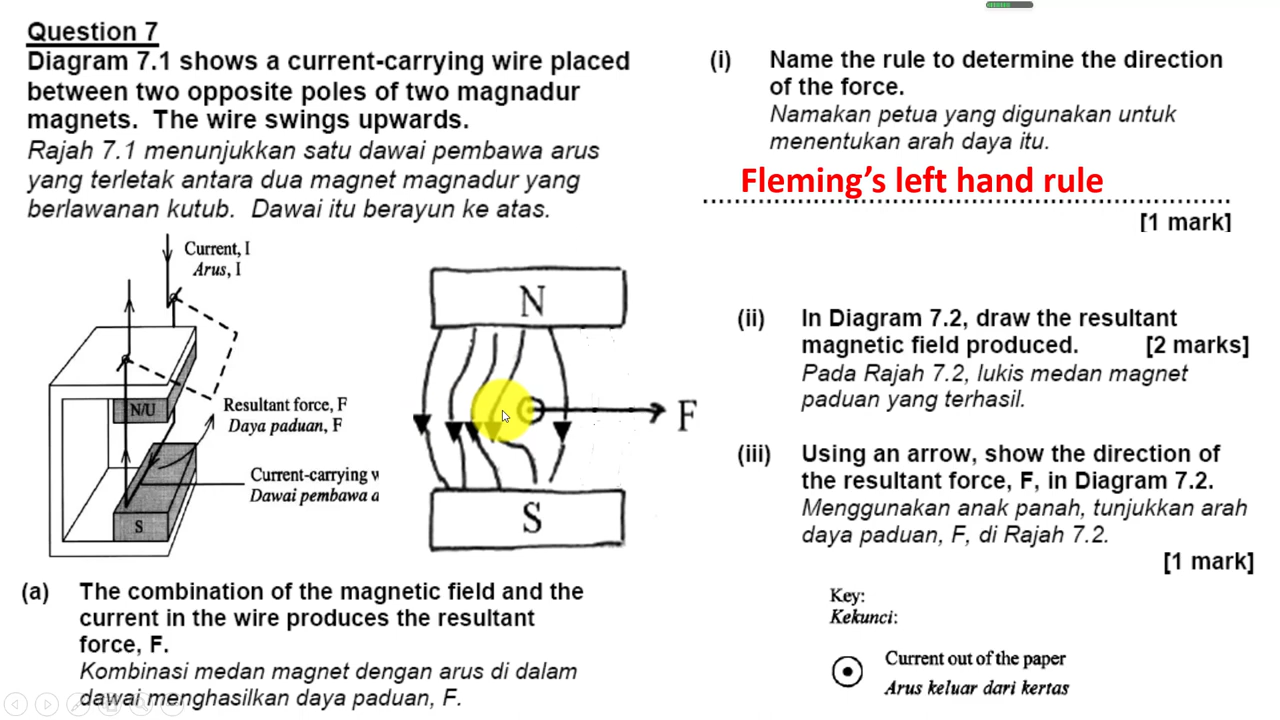 Question 7
Diagram 7.1 shows a current-carrying wire placed
between two opposite poles of two magnadur
magnets. The wire swings upwards.
Rajah 7.1 menunjukkan satu dawai pembawa arus
yang terletak antara dua magnet magnadur yang
berlawanan kutub. Dawai itu berayun ke atas.
Current, I
Arus, I
N/U
Resultant force, F
Daya paduan, F
Current-carrying w
Dawai pembawa a
S
N
F
S
(a) The combination of the magnetic field and the
current in the wire produces the resultant
force, F.
Kombinasi medan magnet dengan arus di dalam
dawai menghasilkan daya paduan, F.
(i) Name the rule to determine the direction
of the force.
Namakan petua yang digunakan untuk
menentukan arah daya itu.
Fleming's left hand rule
[1 mark]
(ii) In Diagram 7.2, draw the resultant
magnetic field produced. [2 marks]
Pada Rajah 7.2, lukis medan magnet
paduan yang terhasil.
(iii) Using an arrow, show the direction of
the resultant force, F, in Diagram 7.2.
Menggunakan anak panah, tunjukkan arah
daya paduan, F, di Rajah 7.2.
[1 mark]
Key:
Kekunci:
Current out of the paper
Arus keluar dari kertas